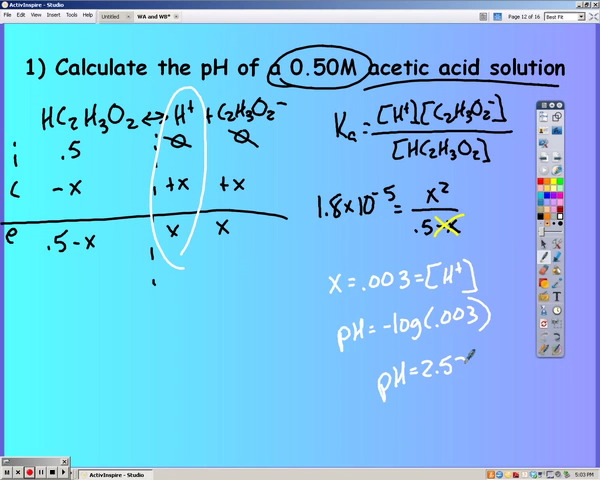 ActivInspire - Studio
File Edit View Insert Tools Help
Untitled
WA and WB*
Page 12 of 16
Best Fit
1) Calculate the pH of a 0.50M acetic acid solution
HC2H3O2 ↔ H+ + C2H3O2-
i .5 0 0
c -x +x +x
e .5-x x x
Ka = [H+][C2H3O2-] / [HC2H3O2]
1.8x10-5 = x2 / .5-x
x = .003 = [H+]
pH = -log(.003)
pH = 2.5
ActivInspire - Studio
5:03 PM